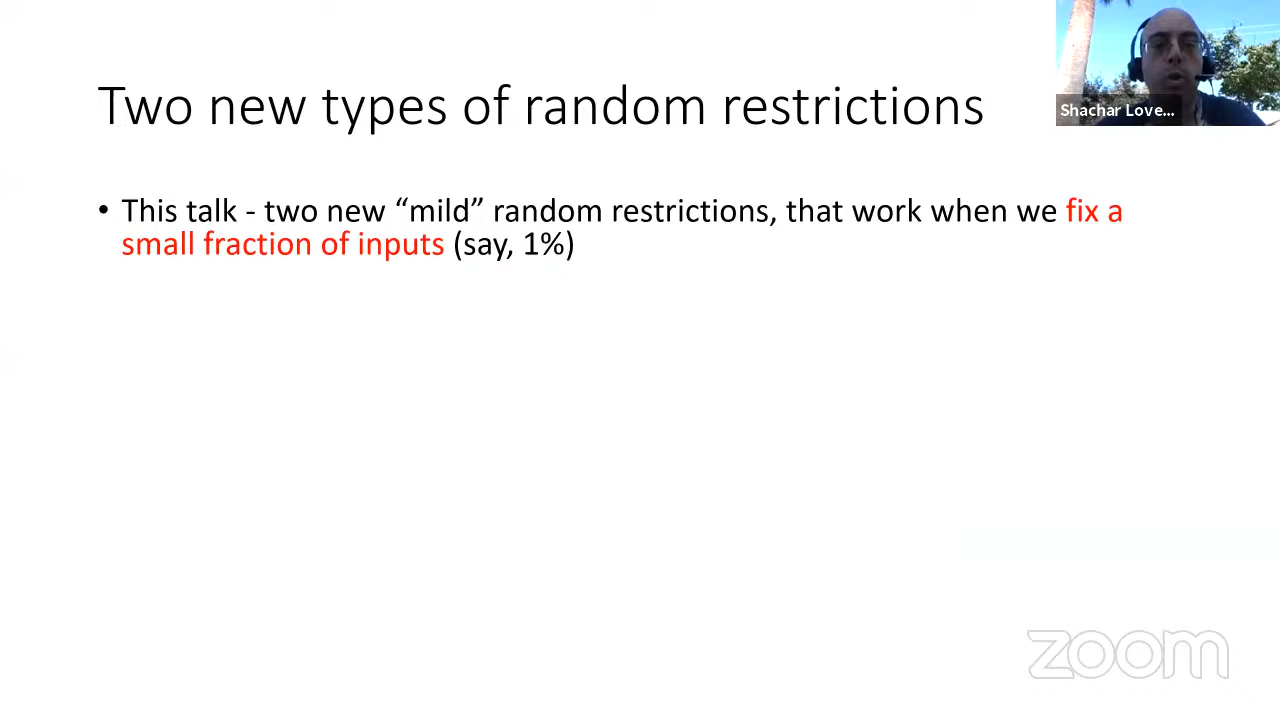 Two new types of random restrictions
Shachar Love...
• This talk - two new “mild” random restrictions, that work when we fix a
small fraction of inputs (say, 1%)
zoom